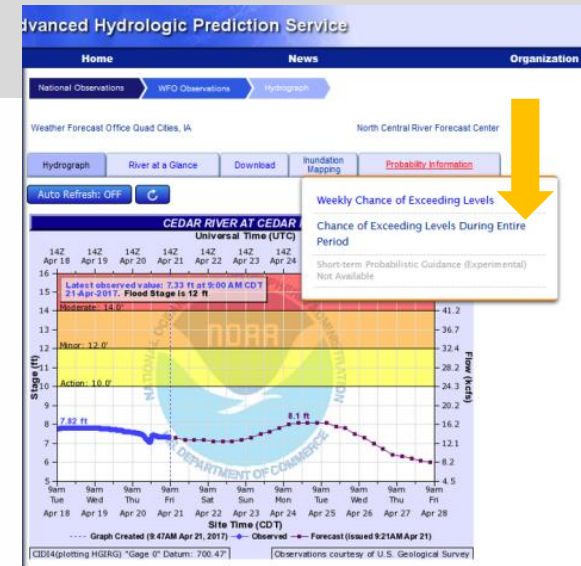 dvanced Hydrologic Prediction Service
Home News Organization
National Observations WFO Observations Hydrograph
Weather Forecast Office Quad Cities, IA North Central River Forecast Center
Hydrograph River at a Glance Download Inundation Mapping Probability Information
Auto Refresh: OFF
Weekly Chance of Exceeding Levels
Chance of Exceeding Levels During Entire
Period
Short-term Probabilistic Guidance (Experimental)
Not Available
CEDAR RIVER AT CEDAR
Universal Time (UTC)
14Z 14Z 14Z 14Z 14Z 14Z 14Z
Apr 18 Apr 19 Apr 20 Apr 21 Apr 22 Apr 23 Apr 24
Latest observed value: 7.33 ft at 9:00 AM CDT
21-Apr-2017. Flood Stage is 12 ft
Moderate: 14.0'
Minor: 12.0'
Action: 10.0'
7.82 ft
8.1 ft
NOAA
NATIONAL
DEPARTMENT OF COMMERCE
Stage (ft)
16
15
14
13
12
11
10
9
8
7
6
5
Flow (kcfs)
41.2
36.7
32.4
28.2
24.3
20.2
16.2
12.1
8.2
4.5
9am 9am 9am 9am 9am 9am 9am 9am 9am 9am 9am
Tue Wed Thu Fri Sat Sun Mon Tue Wed Thu Fri
Apr 18 Apr 19 Apr 20 Apr 21 Apr 22 Apr 23 Apr 24 Apr 25 Apr 26 Apr 27 Apr 28
Site Time (CDT)
---- Graph Created (9:47AM Apr 21, 2017) Observed Forecast (issued 9:21AM Apr 21)
CIDI4(plotting HGIRG) "Gage 0" Datum: 700.47' Observations courtesy of U.S. Geological Survey